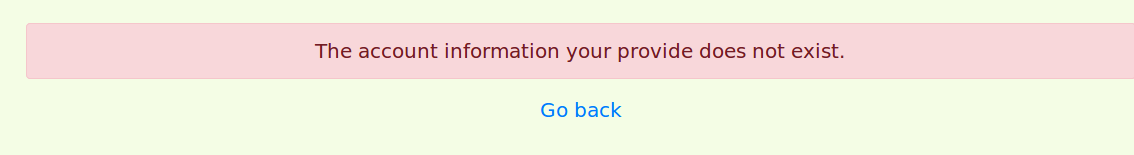 The account information your provide does not exist.
Go back